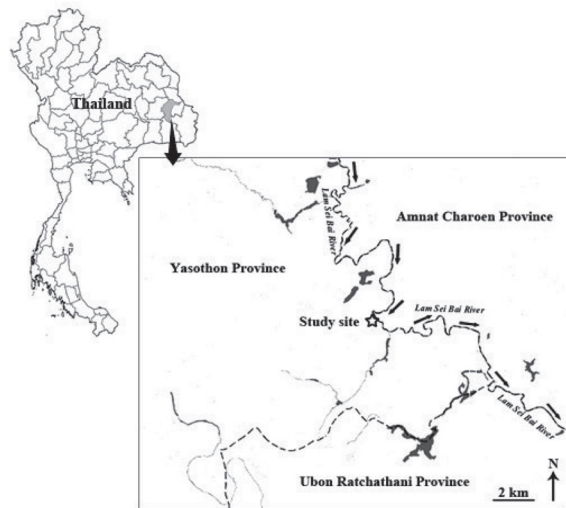 Thailand
Amnat Charoen Province
Lam Sei Bai River
Yasothon Province
Study site
Lam Sei Bai River
Lam Sei Bai River
Ubon Ratchathani Province
N
2 km